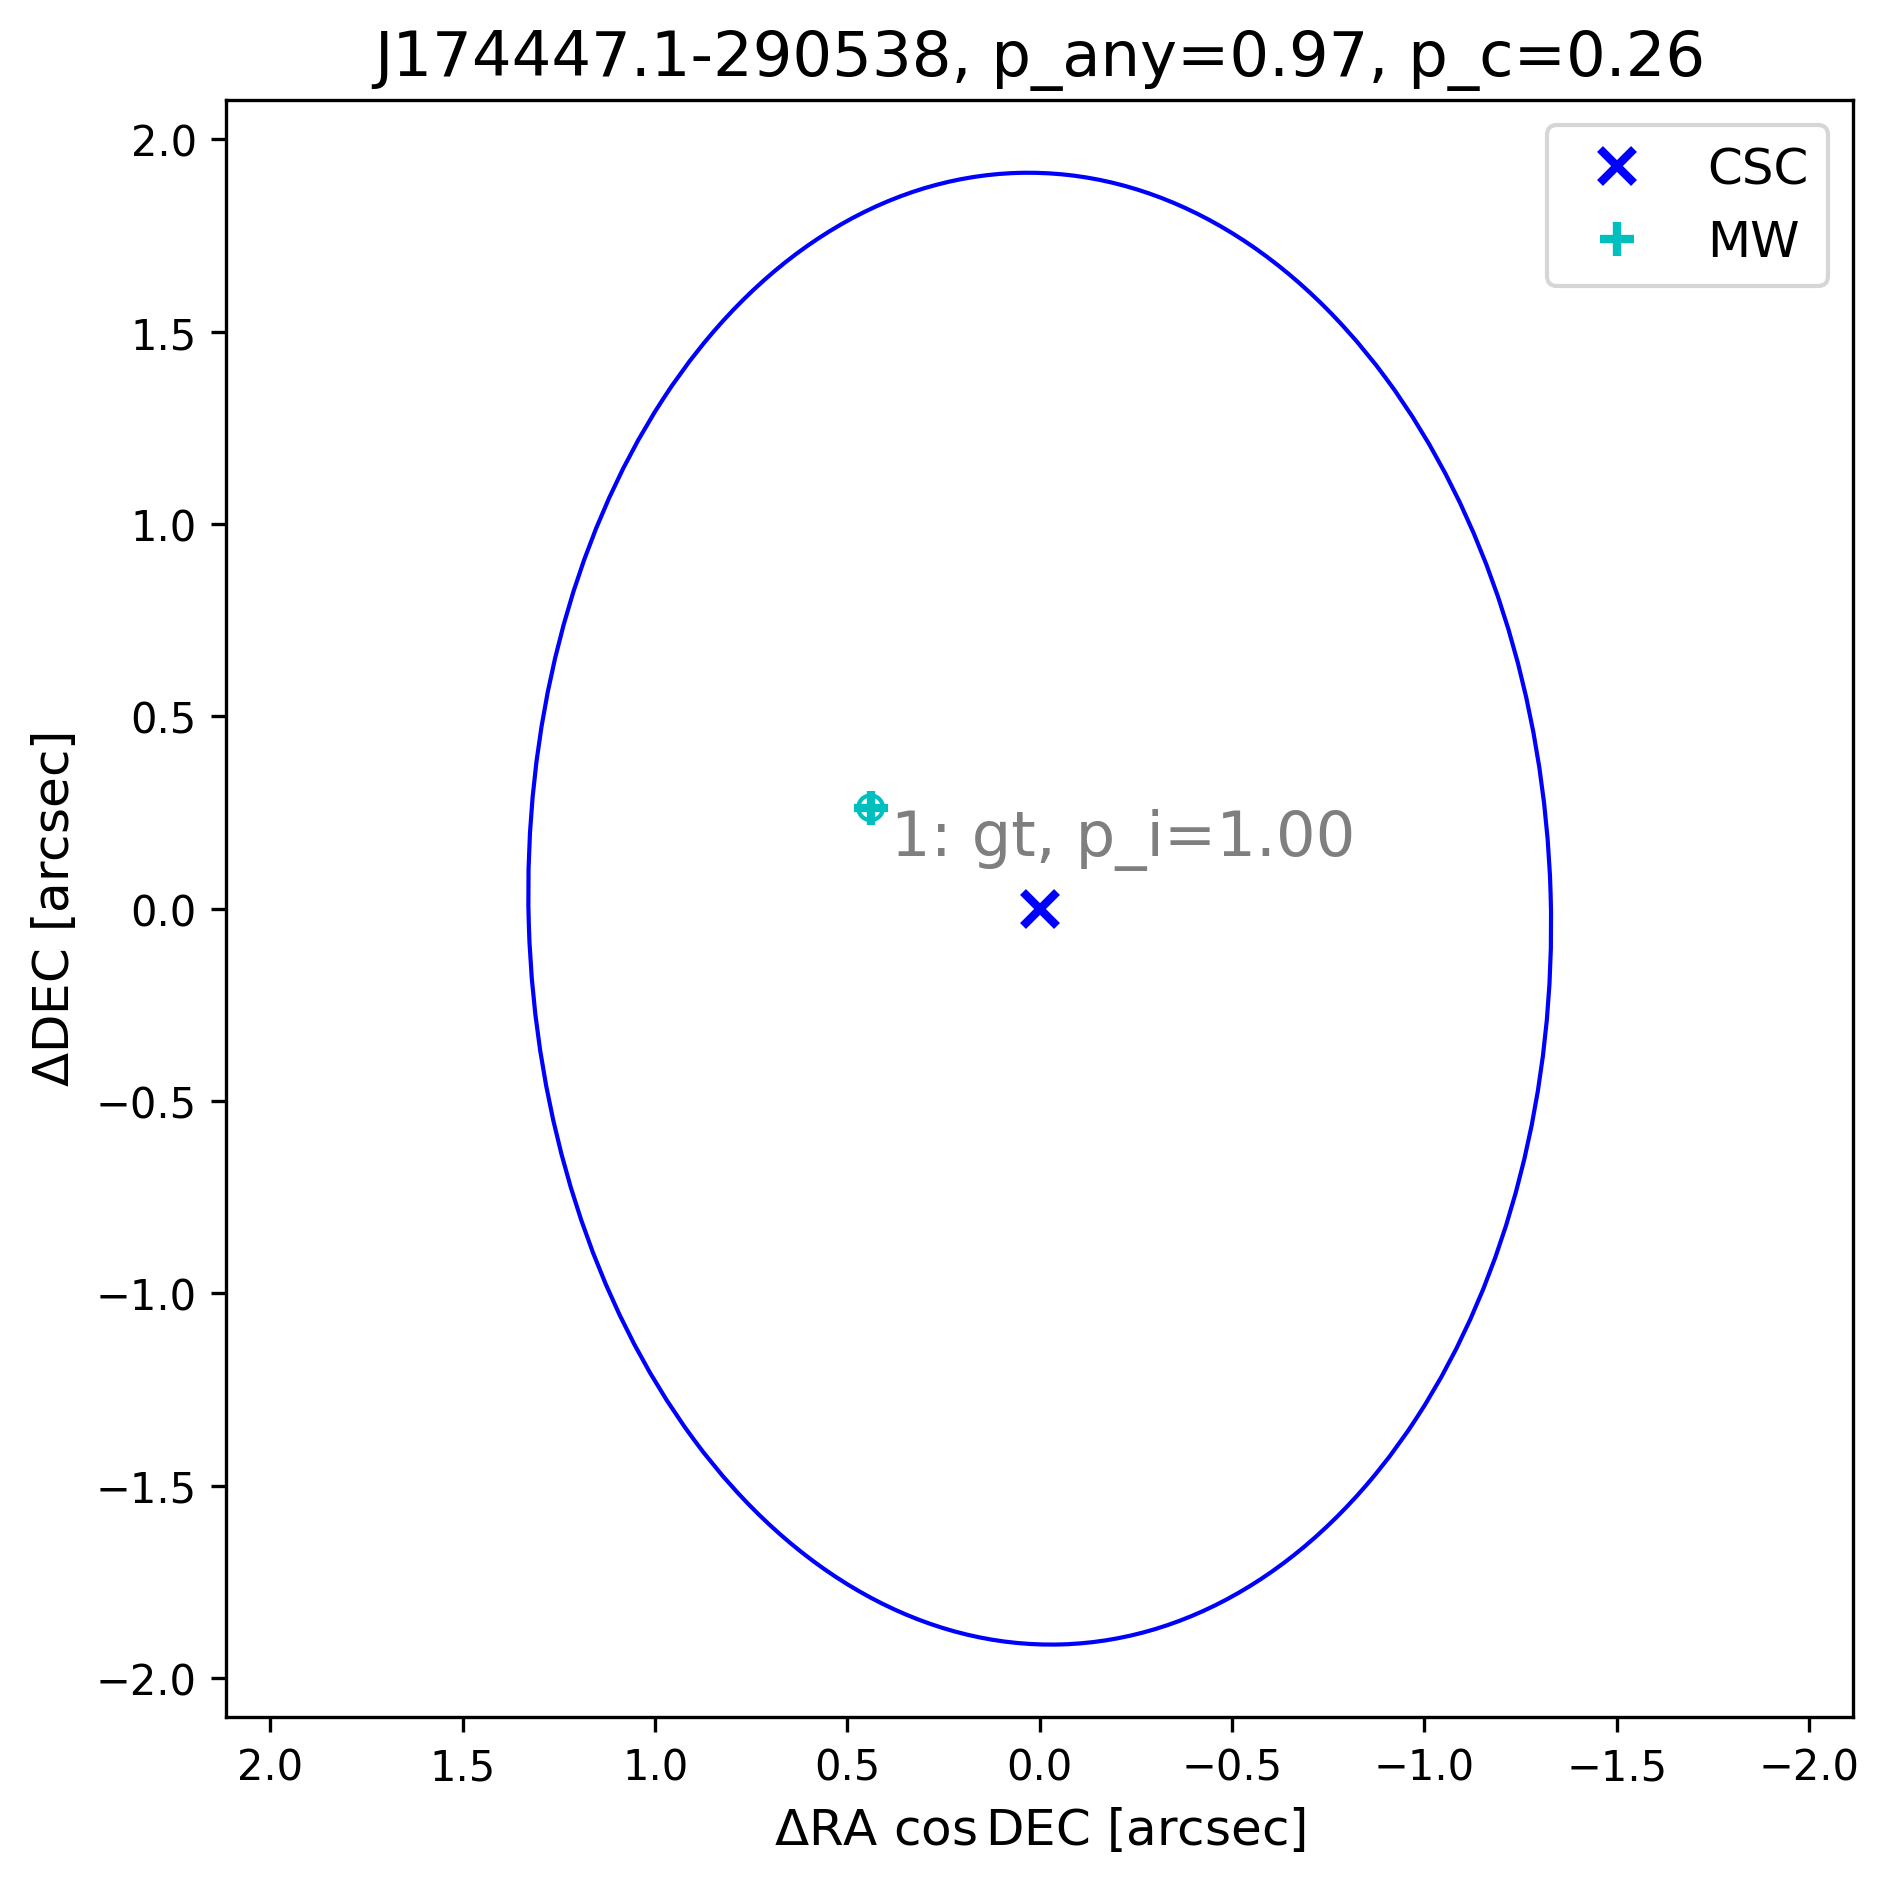 J174447.1-290538, p_any=0.97, p_c=0.26
CSC
MW
1: gt, p_i=1.00
2.0
1.5
1.0
0.5
0.0
−0.5
−1.0
−1.5
−2.0
ΔDEC [arcsec]
2.0 1.5 1.0 0.5 0.0 −0.5 −1.0 −1.5 −2.0
ΔRA cos DEC [arcsec]